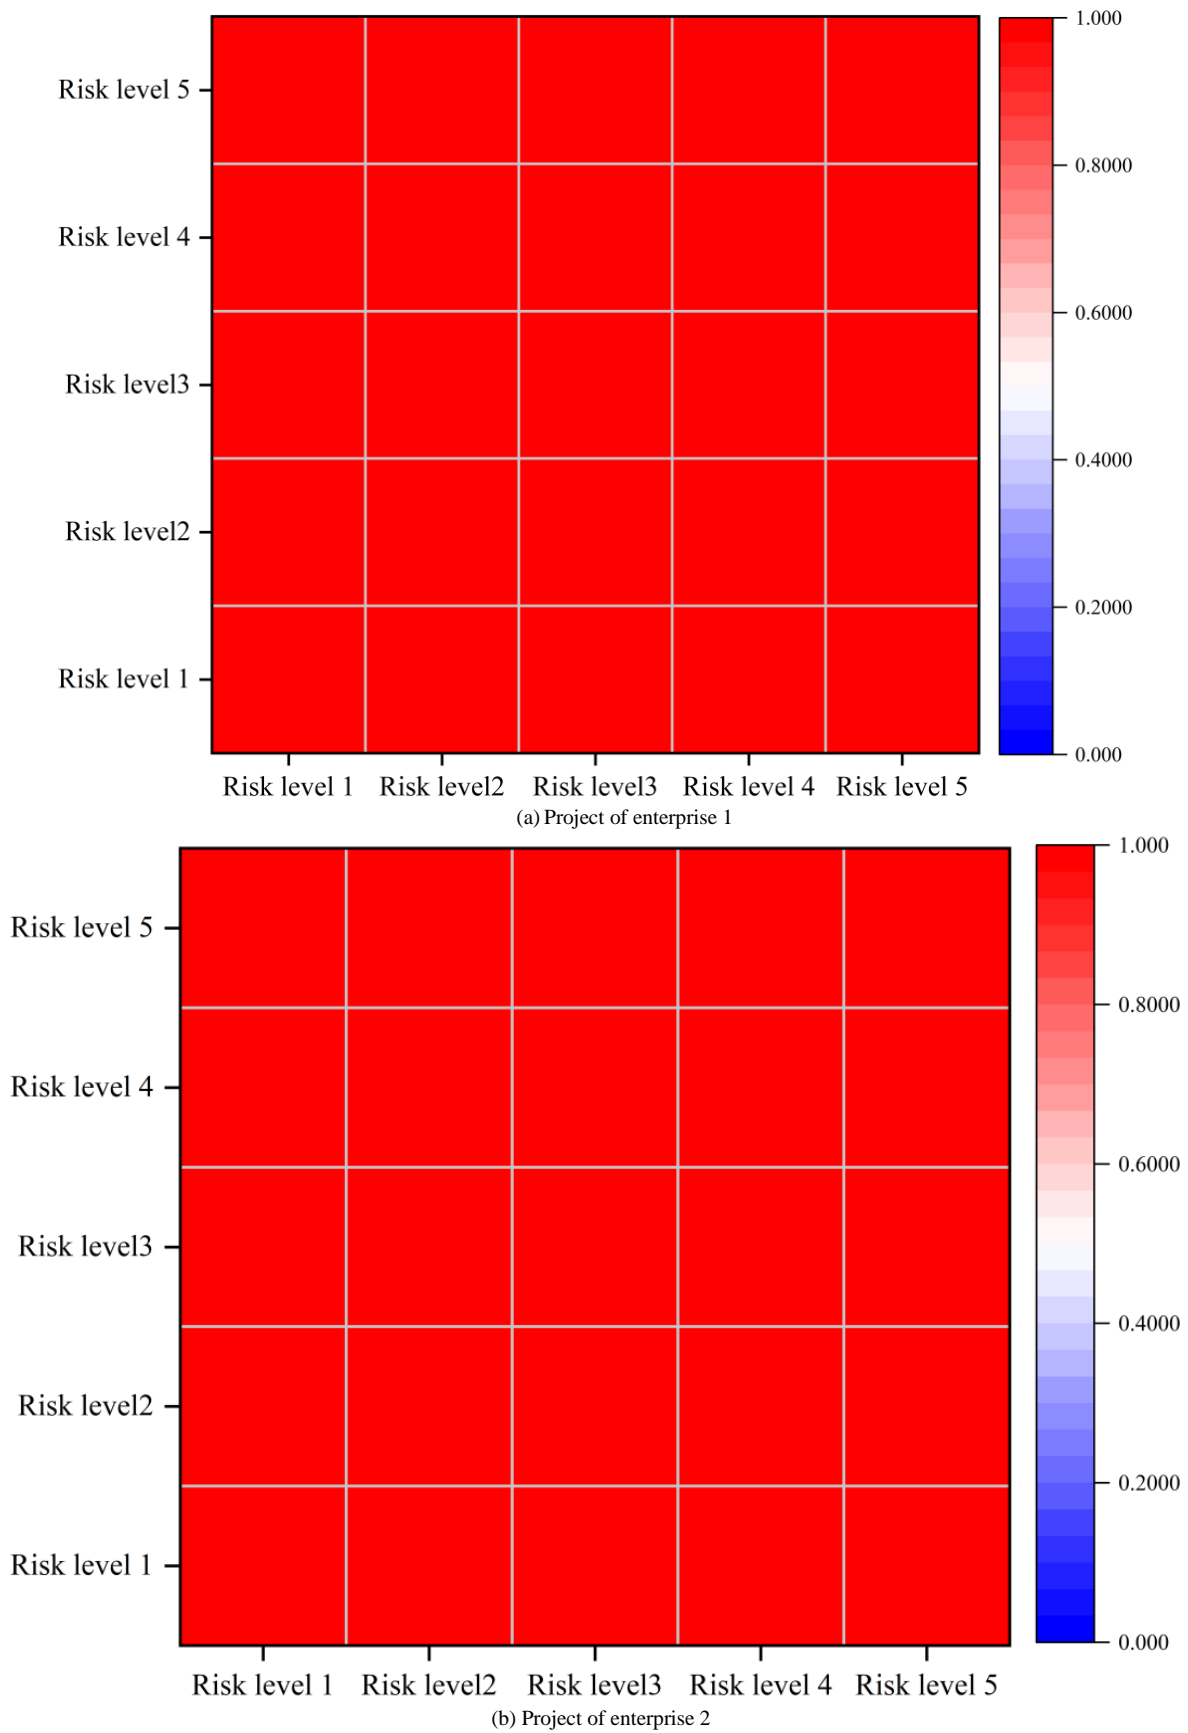 1.000
Risk level 5
0.8000
Risk level 4
0.6000
Risk level3
0.4000
Risk level2
0.2000
Risk level 1
0.000
Risk level 1 Risk level2 Risk level3 Risk level 4 Risk level 5
(a) Project of enterprise 1
1.000
Risk level 5
0.8000
Risk level 4
0.6000
Risk level3
0.4000
Risk level2
0.2000
Risk level 1
0.000
Risk level 1 Risk level2 Risk level3 Risk level 4 Risk level 5
(b) Project of enterprise 2